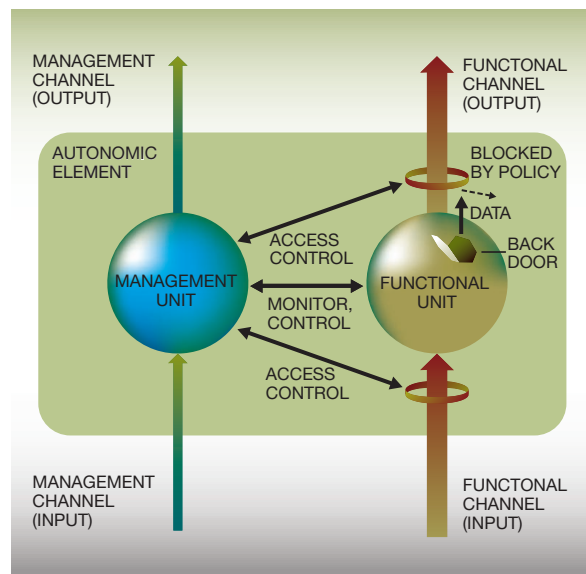 MANAGEMENT
CHANNEL
(OUTPUT)
FUNCTONAL
CHANNEL
(OUTPUT)
AUTONOMIC
ELEMENT
BLOCKED
BY POLICY
DATA
BACK
DOOR
ACCESS
CONTROL
MANAGEMENT
UNIT
MONITOR,
CONTROL
FUNCTIONAL
UNIT
ACCESS
CONTROL
MANAGEMENT
CHANNEL
(INPUT)
FUNCTONAL
CHANNEL
(INPUT)